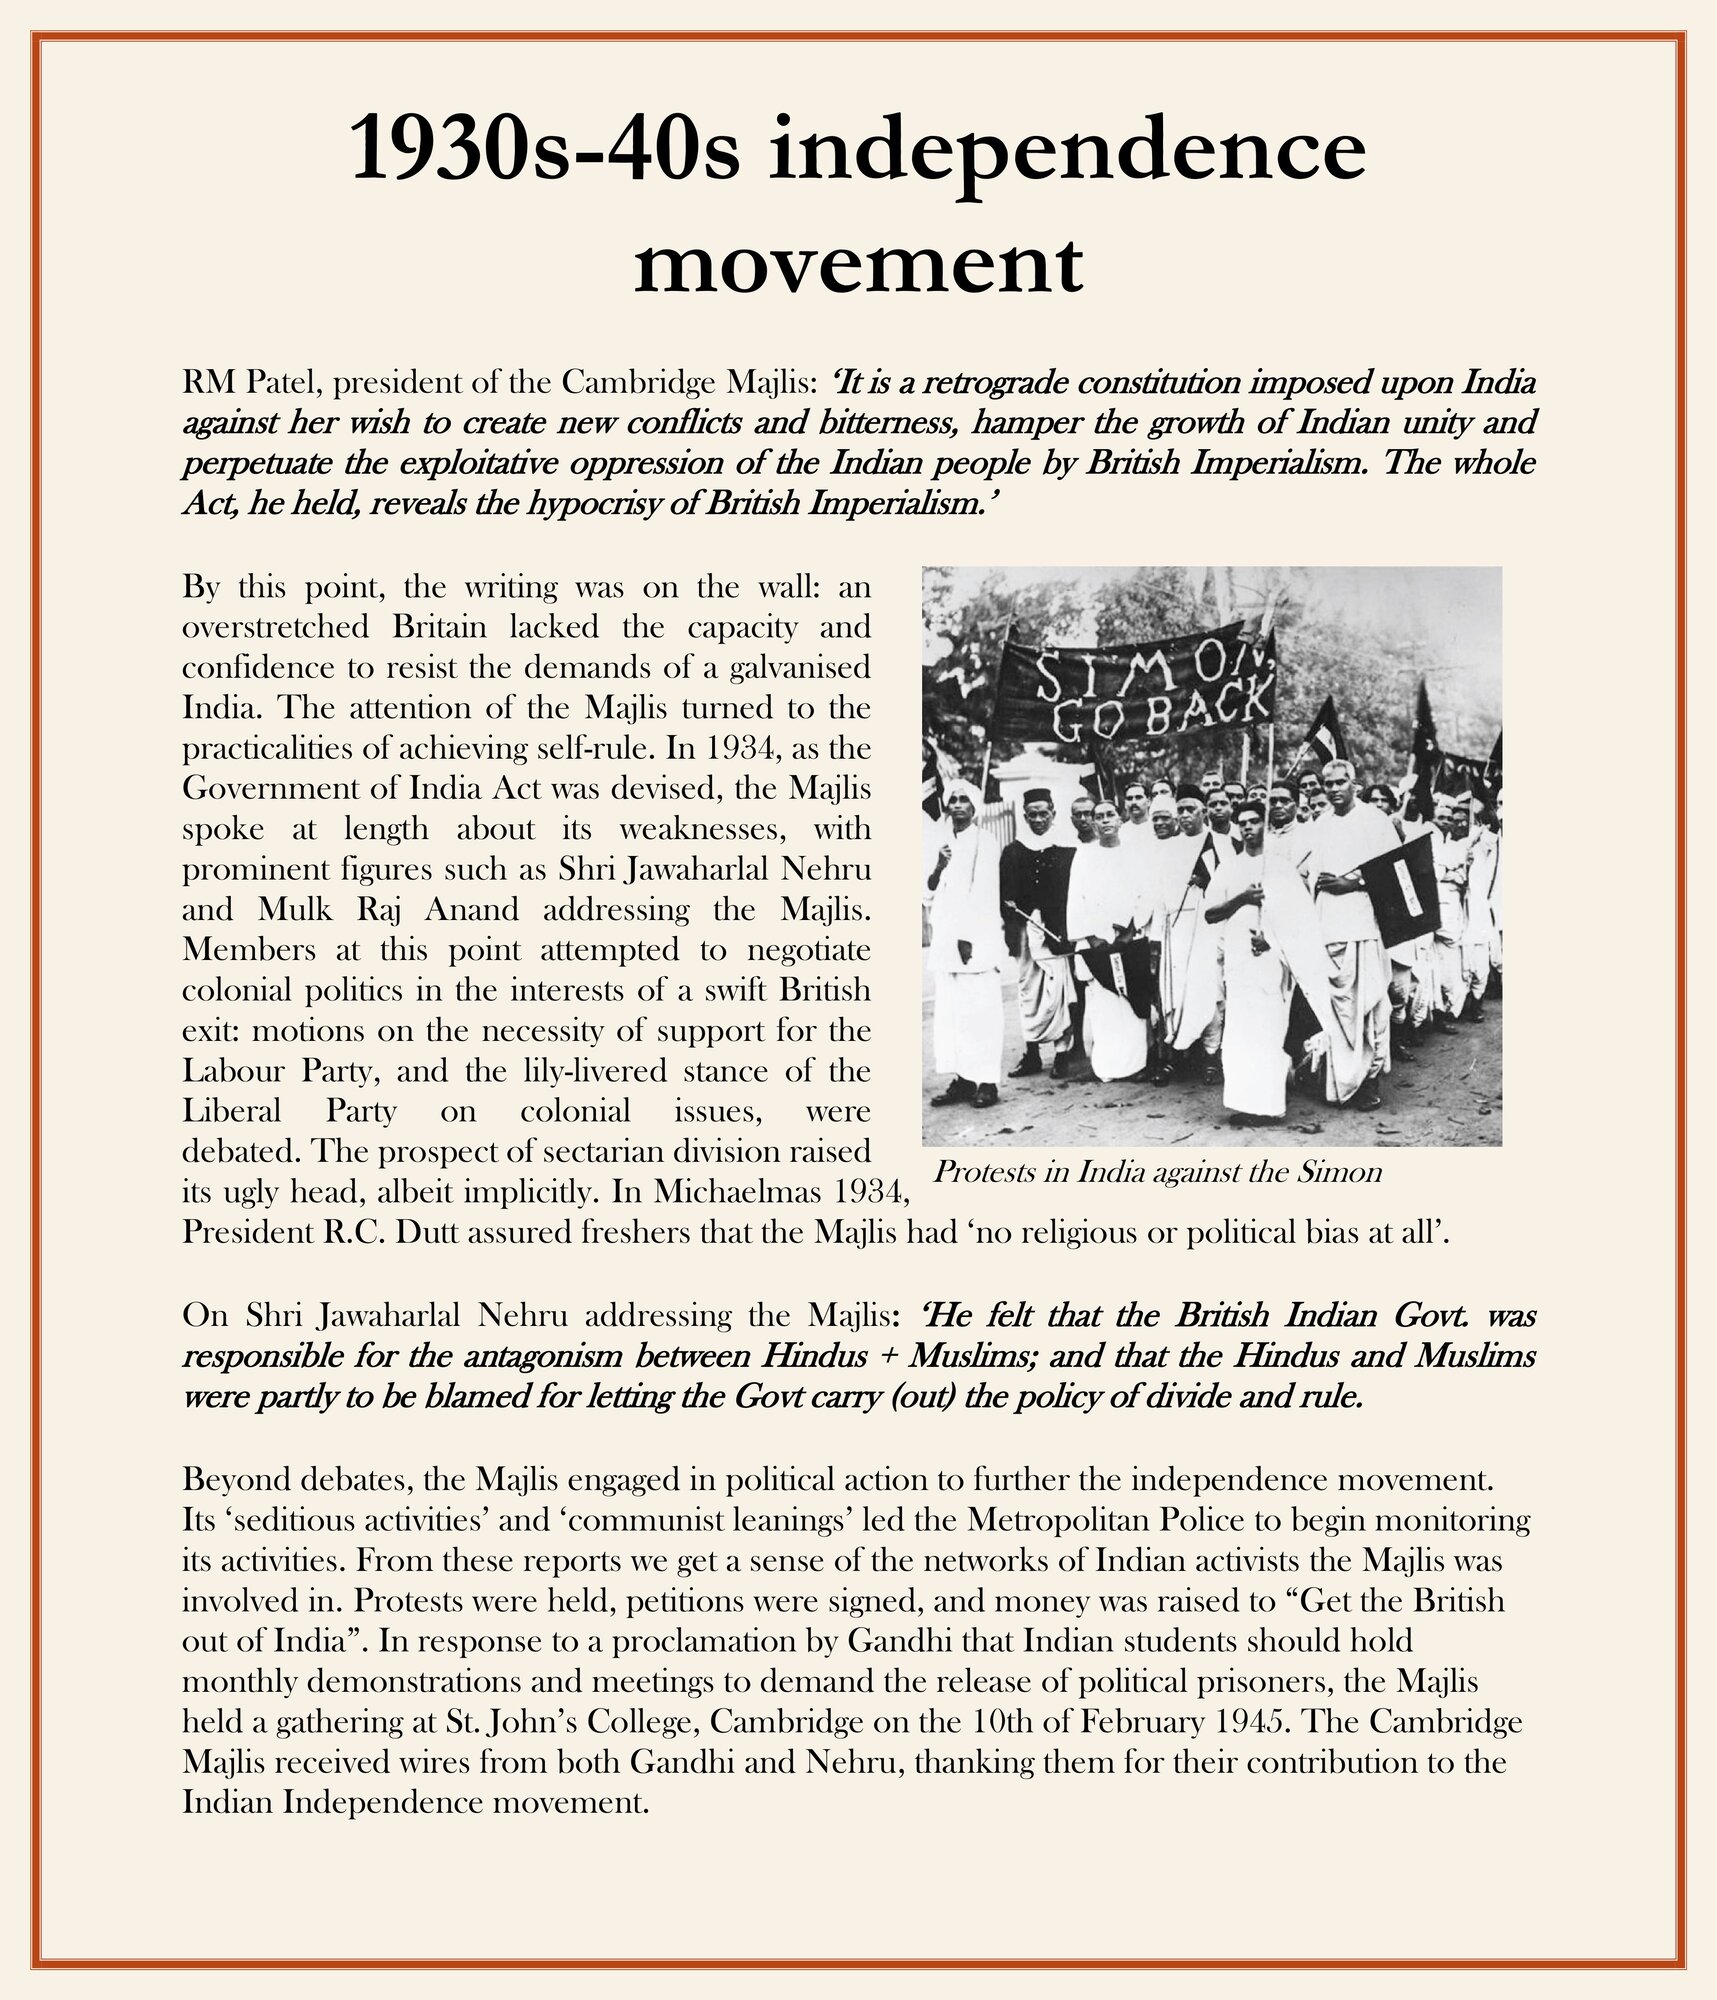 1930s-40s independence
movement
RM Patel, president of the Cambridge Majlis: ‘It is a retrograde constitution imposed upon India
against her wish to create new conflicts and bitterness, hamper the growth of Indian unity and
perpetuate the exploitative oppression of the Indian people by British Imperialism. The whole
Act, he held, reveals the hypocrisy of British Imperialism.’
By this point, the writing was on the wall: an
overstretched Britain lacked the capacity and
confidence to resist the demands of a galvanised
India. The attention of the Majlis turned to the
practicalities of achieving self-rule. In 1934, as the
Government of India Act was devised, the Majlis
spoke at length about its weaknesses, with
prominent figures such as Shri Jawaharlal Nehru
and Mulk Raj Anand addressing the Majlis.
Members at this point attempted to negotiate
colonial politics in the interests of a swift British
exit: motions on the necessity of support for the
Labour Party, and the lily-livered stance of the
Liberal Party on colonial issues, were
debated. The prospect of sectarian division raised
its ugly head, albeit implicitly. In Michaelmas 1934,
President R.C. Dutt assured freshers that the Majlis had ‘no religious or political bias at all’.
SIMON,
GO BACK
Protests in India against the Simon
On Shri Jawaharlal Nehru addressing the Majlis: ‘He felt that the British Indian Govt. was
responsible for the antagonism between Hindus + Muslims; and that the Hindus and Muslims
were partly to be blamed for letting the Govt carry (out) the policy of divide and rule.
Beyond debates, the Majlis engaged in political action to further the independence movement.
Its ‘seditious activities’ and ‘communist leanings’ led the Metropolitan Police to begin monitoring
its activities. From these reports we get a sense of the networks of Indian activists the Majlis was
involved in. Protests were held, petitions were signed, and money was raised to “Get the British
out of India”. In response to a proclamation by Gandhi that Indian students should hold
monthly demonstrations and meetings to demand the release of political prisoners, the Majlis
held a gathering at St. John’s College, Cambridge on the 10th of February 1945. The Cambridge
Majlis received wires from both Gandhi and Nehru, thanking them for their contribution to the
Indian Independence movement.